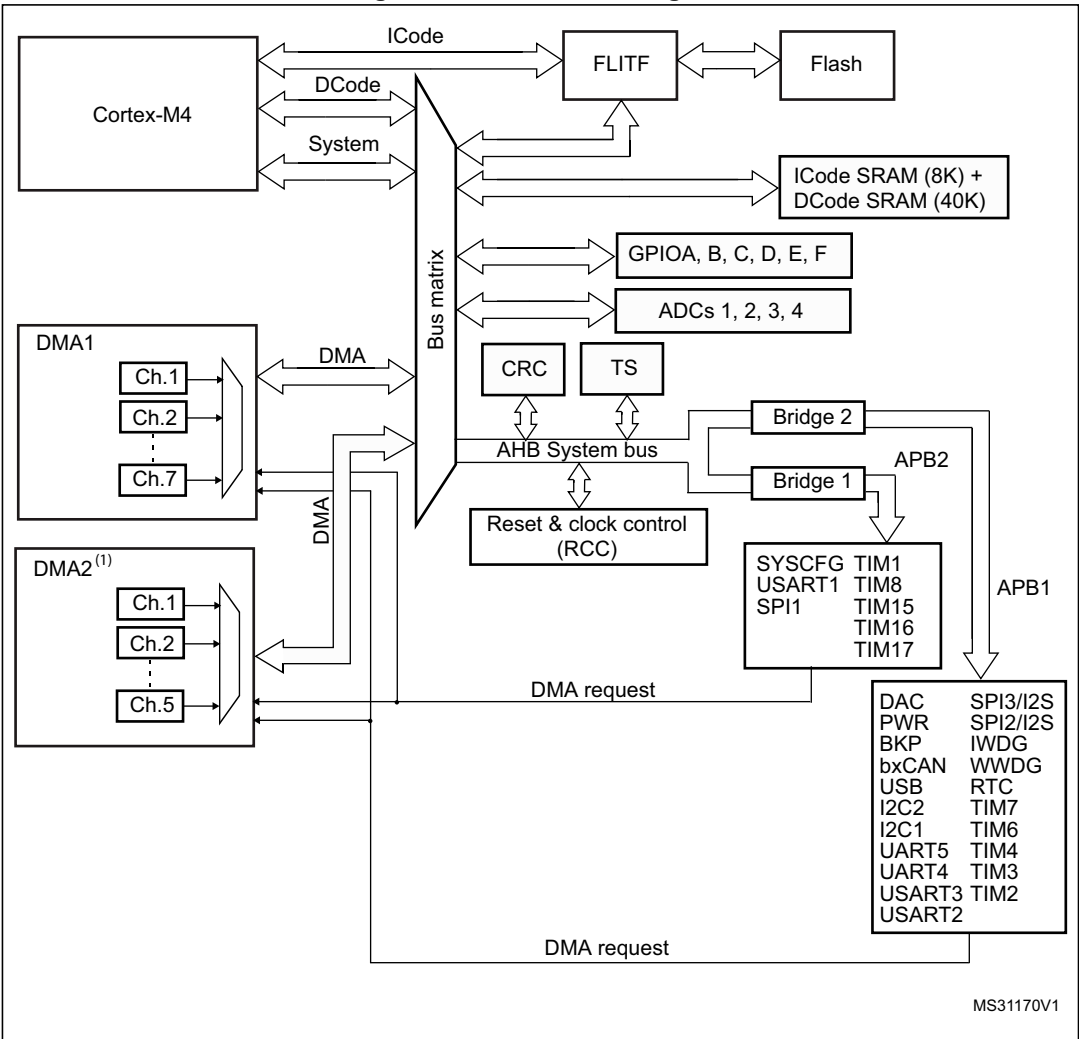 ICode
FLITF
Flash
Cortex-M4
DCode
System
ICode SRAM (8K) +
DCode SRAM (40K)
GPIOA, B, C, D, E, F
ADCs 1, 2, 3, 4
Bus matrix
DMA1
Ch.1
Ch.2
Ch.7
DMA
CRC
TS
AHB System bus
Bridge 2
Bridge 1
APB2
Reset & clock control
(RCC)
DMA
DMA2 (1)
Ch.1
Ch.2
Ch.5
SYSCFG TIM1
USART1 TIM8
SPI1 TIM15
TIM16
TIM17
APB1
DMA request
DAC SPI3/I2S
PWR SPI2/I2S
BKP IWDG
bxCAN WWDG
USB RTC
I2C2 TIM7
I2C1 TIM6
UART5 TIM4
UART4 TIM3
USART3 TIM2
USART2
DMA request
MS31170V1